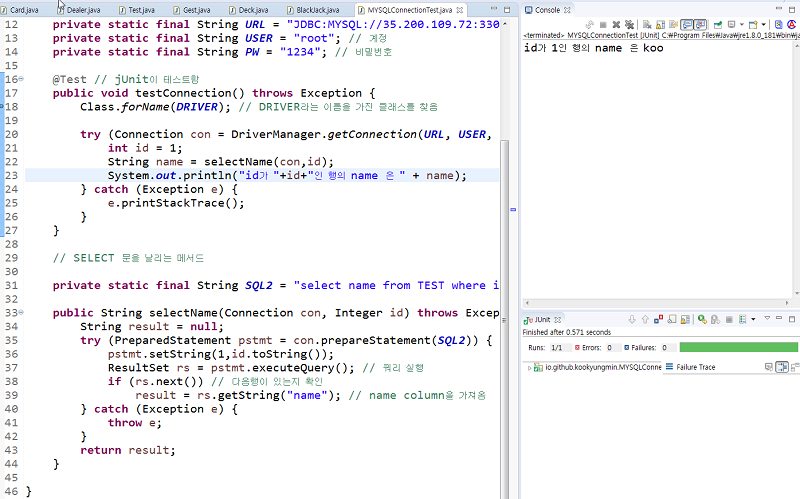 Card.java Dealer.java Test.java Gest.java Deck.java BlackJack.java MYSQLConnectionTest.java
12 private static final String URL = "JDBC:MYSQL://35.200.109.72:330
13 private static final String USER = "root"; // 계정
14 private static final String PW = "1234"; // 비밀번호
15
16 @Test // jUnit이 테스트함
17 public void testConnection() throws Exception {
18 Class.forName(DRIVER); // DRIVER라는 이름을 가진 클래스를 찾음
19
20 try (Connection con = DriverManager.getConnection(URL, USER,
21 int id = 1;
22 String name = selectName(con,id);
23 System.out.println("id가 "+id+"인 행의 name 은 " + name);
24 } catch (Exception e) {
25 e.printStackTrace();
26 }
27 }
28
29 // SELECT 문을 날리는 메서드
30
31 private static final String SQL2 = "select name from TEST where i
32
33 public String selectName(Connection con, Integer id) throws Excep
34 String result = null;
35 try (PreparedStatement pstmt = con.prepareStatement(SQL2)) {
36 pstmt.setString(1,id.toString());
37 ResultSet rs = pstmt.executeQuery(); // 쿼리 실행
38 if (rs.next()) // 다음행이 있는지 확인
39 result = rs.getString("name"); // name column을 가져옴
40 } catch (Exception e) {
41 throw e;
42 }
43 return result;
44 }
45
46 }
Console
<terminated> MYSQLConnectionTest [JUnit] C:\Program Files\Java\jre1.8.0_181\bin\ja
id가 1인 행의 name 은 koo
JUnit
Finished after 0.571 seconds
Runs: 1/1 Errors: 0 Failures: 0
io.github.kookyungmin.MYSQLConne
Failure Trace